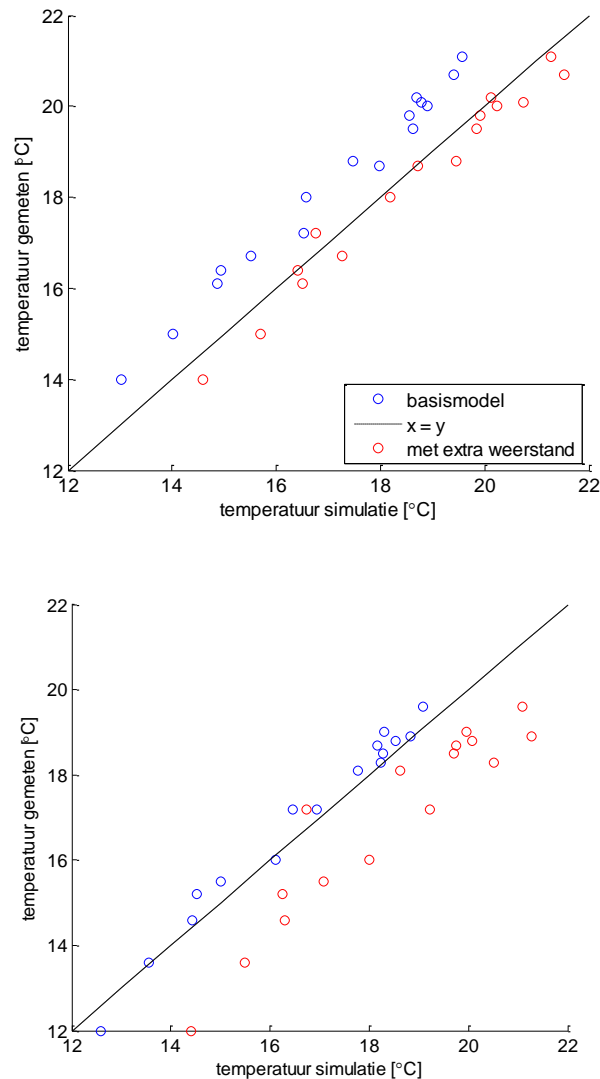 22
20
18
16
14
12
temperatuur gemeten [°C]
basismodel
x = y
met extra weerstand
12 14 16 18 20 22
temperatuur simulatie [°C]
22
20
18
16
14
12
temperatuur gemeten [°C]
12 14 16 18 20 22
temperatuur simulatie [°C]